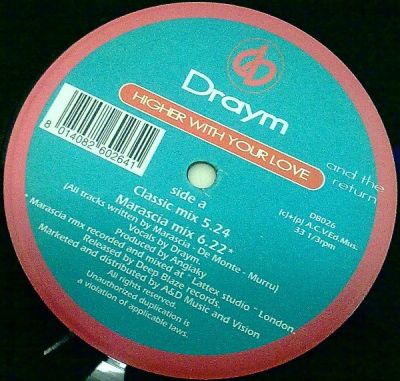 Draym
HIGHER WITH YOUR LOVE
and the
return
8 014082 602641
DB026
(c)+(p) A.C.V.Ed.Mus.
33 1/3rpm
side a
Classic mix 5.24
Marascia mix 6.22*
(All tracks written by Marascia - De Monte - Murru)
Vocals by Draym
Produced by Angiaky
* Marascia rmx recorded and mixed at "Lattex studio" London.
Released by Deep Blaze records.
Marketed and distributed by A&D Music and Vision
All rights reserved.
Unauthorized duplication is
a violation of applicable laws.